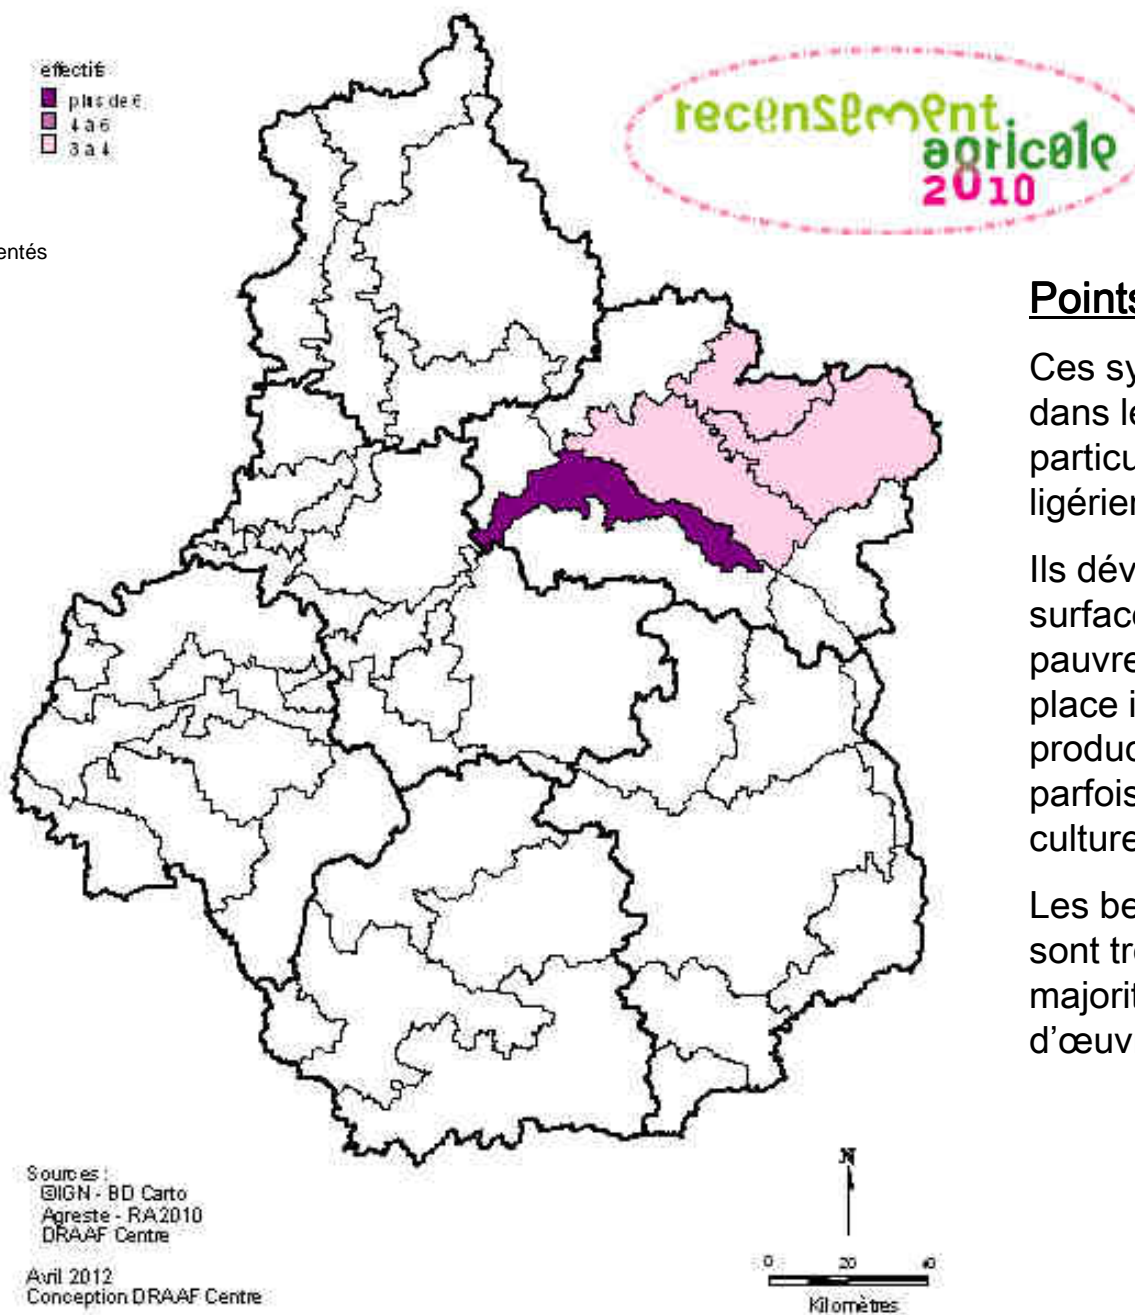 effectifs
plus de 6
4 à 6
3 à 4
recensement
agricole
2010
entés
Points
Ces sy
dans le
particu
ligérien
Ils dév
surface
pauvre
place i
produc
parfois
culture
Les be
sont tr
majorit
d'œuv
Sources :
©IGN - BD Carto
Agreste - RA2010
DRAAF Centre
Avril 2012
Conception DRAAF Centre
N
0 20 40
Kilomètres